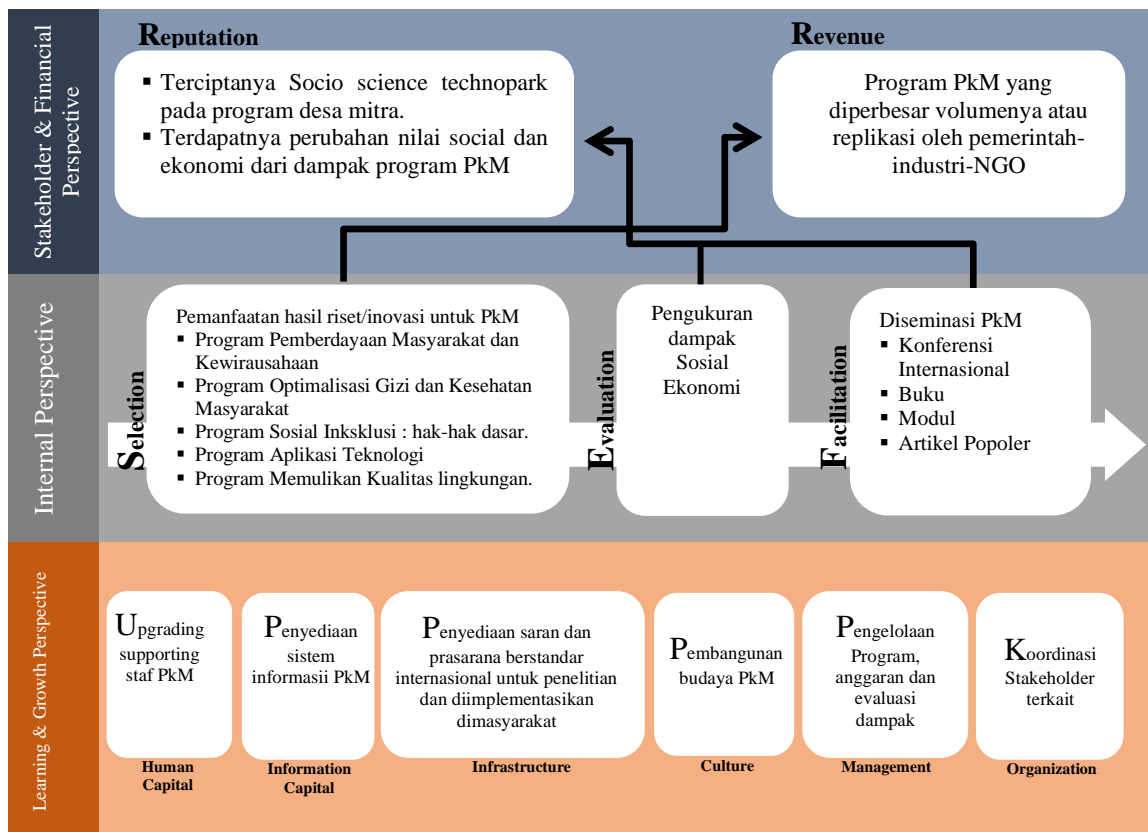 Stakeholder & Financial
Perspective
Reputation
▪ Terciptanya Socio science technopark
pada program desa mitra.
▪ Terdapatnya perubahan nilai social dan
ekonomi dari dampak program PkM
Revenue
Program PkM yang
diperbesar volumenya atau
replikasi oleh pemerintah-
industri-NGO
Internal Perspective
Selection
Pemanfaatan hasil riset/inovasi untuk PkM
▪ Program Pemberdayaan Masyarakat dan
Kewirausahaan
▪ Program Optimalisasi Gizi dan Kesehatan
Masyarakat
▪ Program Sosial Inksklusi : hak-hak dasar.
▪ Program Aplikasi Teknologi
▪ Program Memulikan Kualitas lingkungan.
Evaluation
Pengukuran
dampak
Sosial
Ekonomi
Facilitation
Diseminasi PkM
▪ Konferensi
Internasional
▪ Buku
▪ Modul
▪ Artikel Popoler
Learning & Growth Perspective
Upgrading
supporting
staf PkM
Human
Capital
Penyediaan
sistem
informasii PkM
Information
Capital
Penyediaan saran dan
prasarana berstandar
internasional untuk penelitian
dan diimplementasikan
dimasyarakat
Infrastructure
Pembangunan
budaya PkM
Culture
Pengelolaan
Program,
anggaran dan
evaluasi
dampak
Management
Koordinasi
Stakeholder
terkait
Organization